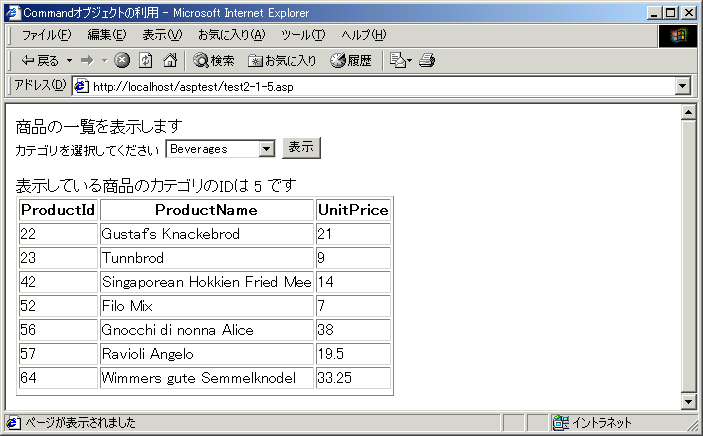 Commandオブジェクトの利用 - Microsoft Internet Explorer
ファイル(F) 編集(E) 表示(V) お気に入り(A) ツール(T) ヘルプ(H)
戻る 検索 お気に入り 履歴
アドレス(D) http://localhost/asptest/test2-1-5.asp
商品の一覧を表示します
カテゴリを選択してください Beverages 表示
表示している商品のカテゴリのIDは 5 です
ProductId ProductName UnitPrice
22 Gustaf's Knackebrod 21
23 Tunnbrod 9
42 Singaporean Hokkien Fried Mee 14
52 Filo Mix 7
56 Gnocchi di nonna Alice 38
57 Ravioli Angelo 19.5
64 Wimmers gute Semmelknodel 33.25
ページが表示されました イントラネット